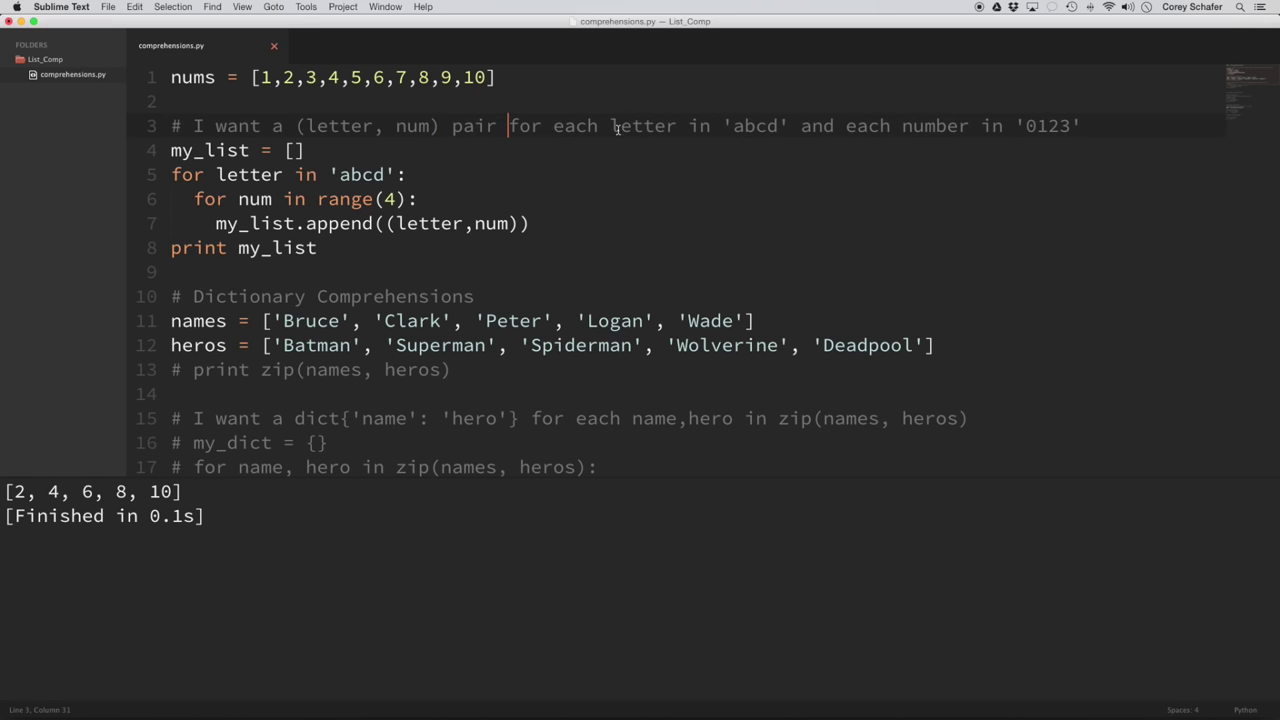 Sublime Text File Edit Selection Find View Goto Tools Project Window Help Corey Schafer
comprehensions.py — List_Comp
FOLDERS
List_Comp
comprehensions.py
comprehensions.py ×
1 nums = [1,2,3,4,5,6,7,8,9,10]
2
3 # I want a (letter, num) pair for each letter in 'abcd' and each number in '0123'
4 my_list = []
5 for letter in 'abcd':
6 for num in range(4):
7 my_list.append((letter,num))
8 print my_list
9
10 # Dictionary Comprehensions
11 names = ['Bruce', 'Clark', 'Peter', 'Logan', 'Wade']
12 heros = ['Batman', 'Superman', 'Spiderman', 'Wolverine', 'Deadpool']
13 # print zip(names, heros)
14
15 # I want a dict{'name': 'hero'} for each name,hero in zip(names, heros)
16 # my_dict = {}
17 # for name, hero in zip(names, heros):
[2, 4, 6, 8, 10]
[Finished in 0.1s]
Line 3, Column 31 Spaces: 4 Python